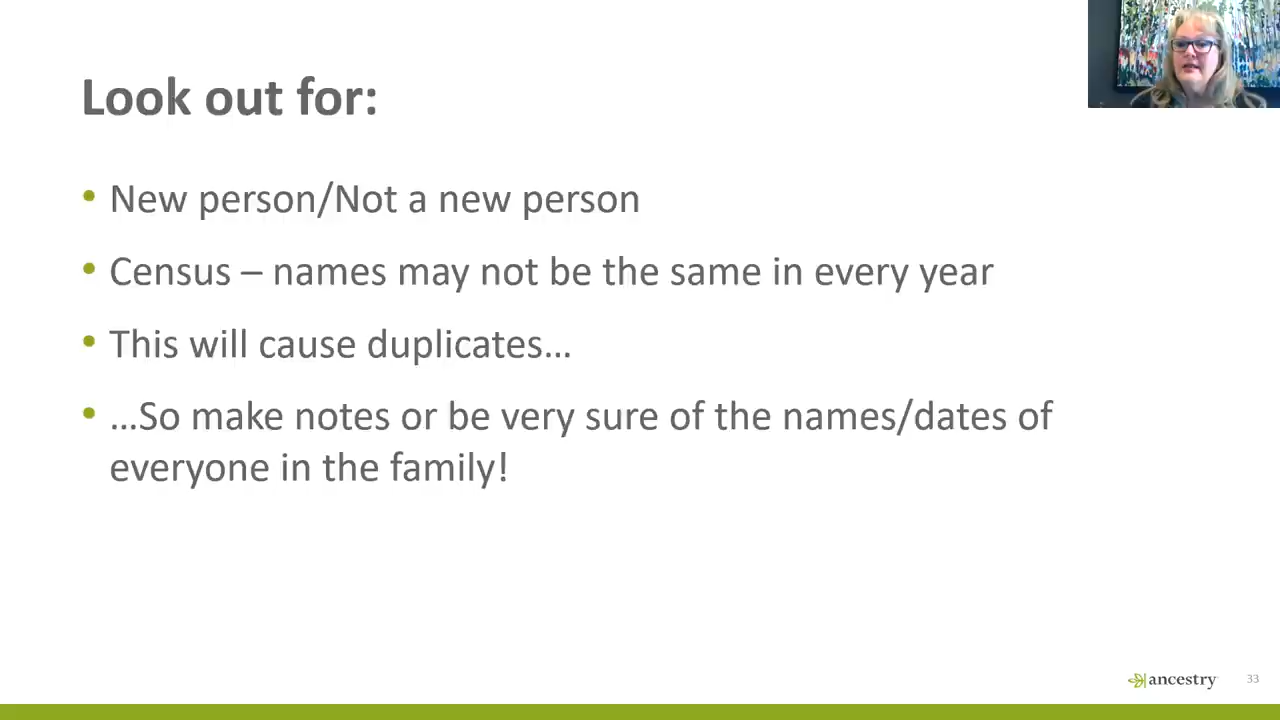 Look out for:
• New person/Not a new person
• Census – names may not be the same in every year
• This will cause duplicates...
• ...So make notes or be very sure of the names/dates of
everyone in the family!
ancestry
33